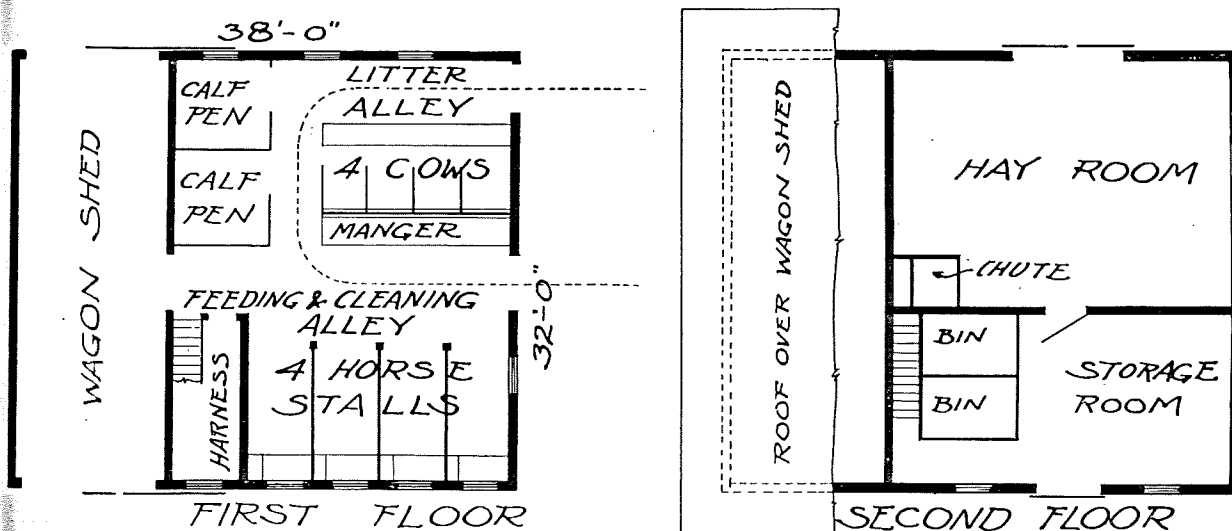 38'-0"
LITTER
ALLEY
CALF
PEN
4 COWS
CALF
PEN
MANGER
WAGON SHED
FEEDING & CLEANING
ALLEY
32'-0"
4 HORSE
STALLS
HARNESS
FIRST FLOOR
ROOF OVER WAGON SHED
HAY ROOM
CHUTE
BIN
BIN
STORAGE
ROOM
SECOND FLOOR